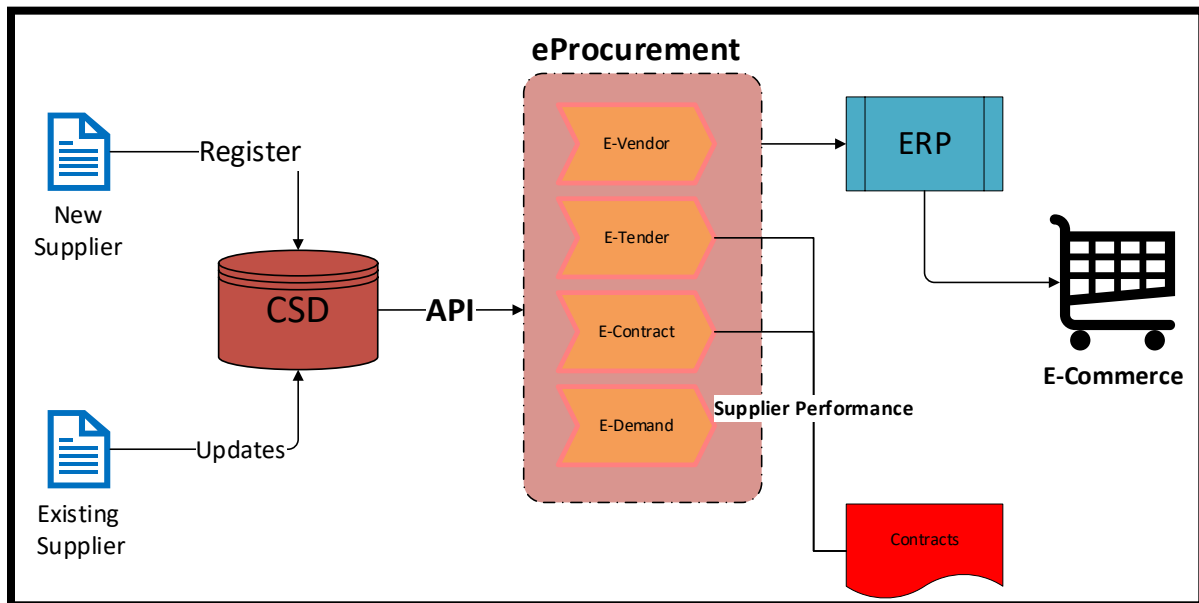 eProcurement
New
Supplier
Register
CSD
Existing
Supplier
Updates
API
E-Vendor
E-Tender
E-Contract
E-Demand
Supplier Performance
ERP
E-Commerce
Contracts